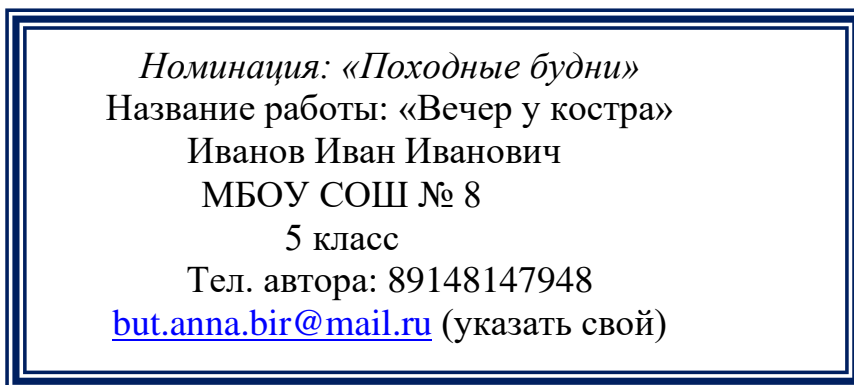 Номинация: «Походные будни»
Название работы: «Вечер у костра»
Иванов Иван Иванович
МБОУ СОШ № 8
5 класс
Тел. автора: 89148147948
but.anna.bir@mail.ru (указать свой)